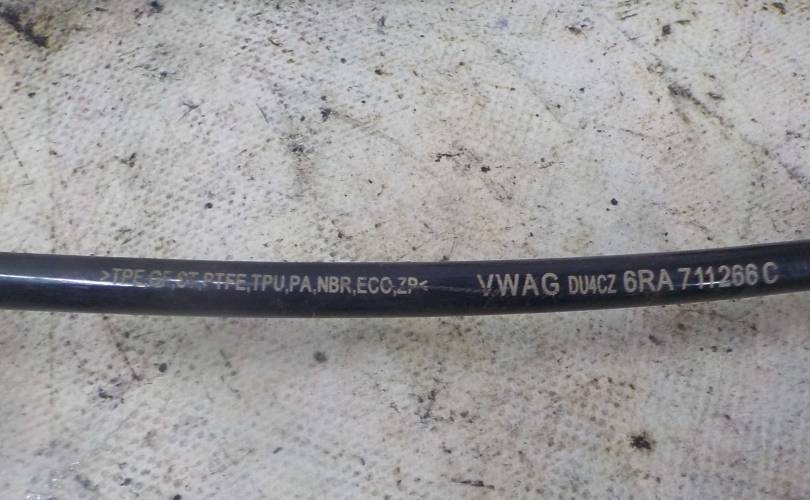 >TPE,GF,ST,PTFE,TPU,PA,NBR,ECO,ZP< VWAG DU4CZ 6RA 711266 C